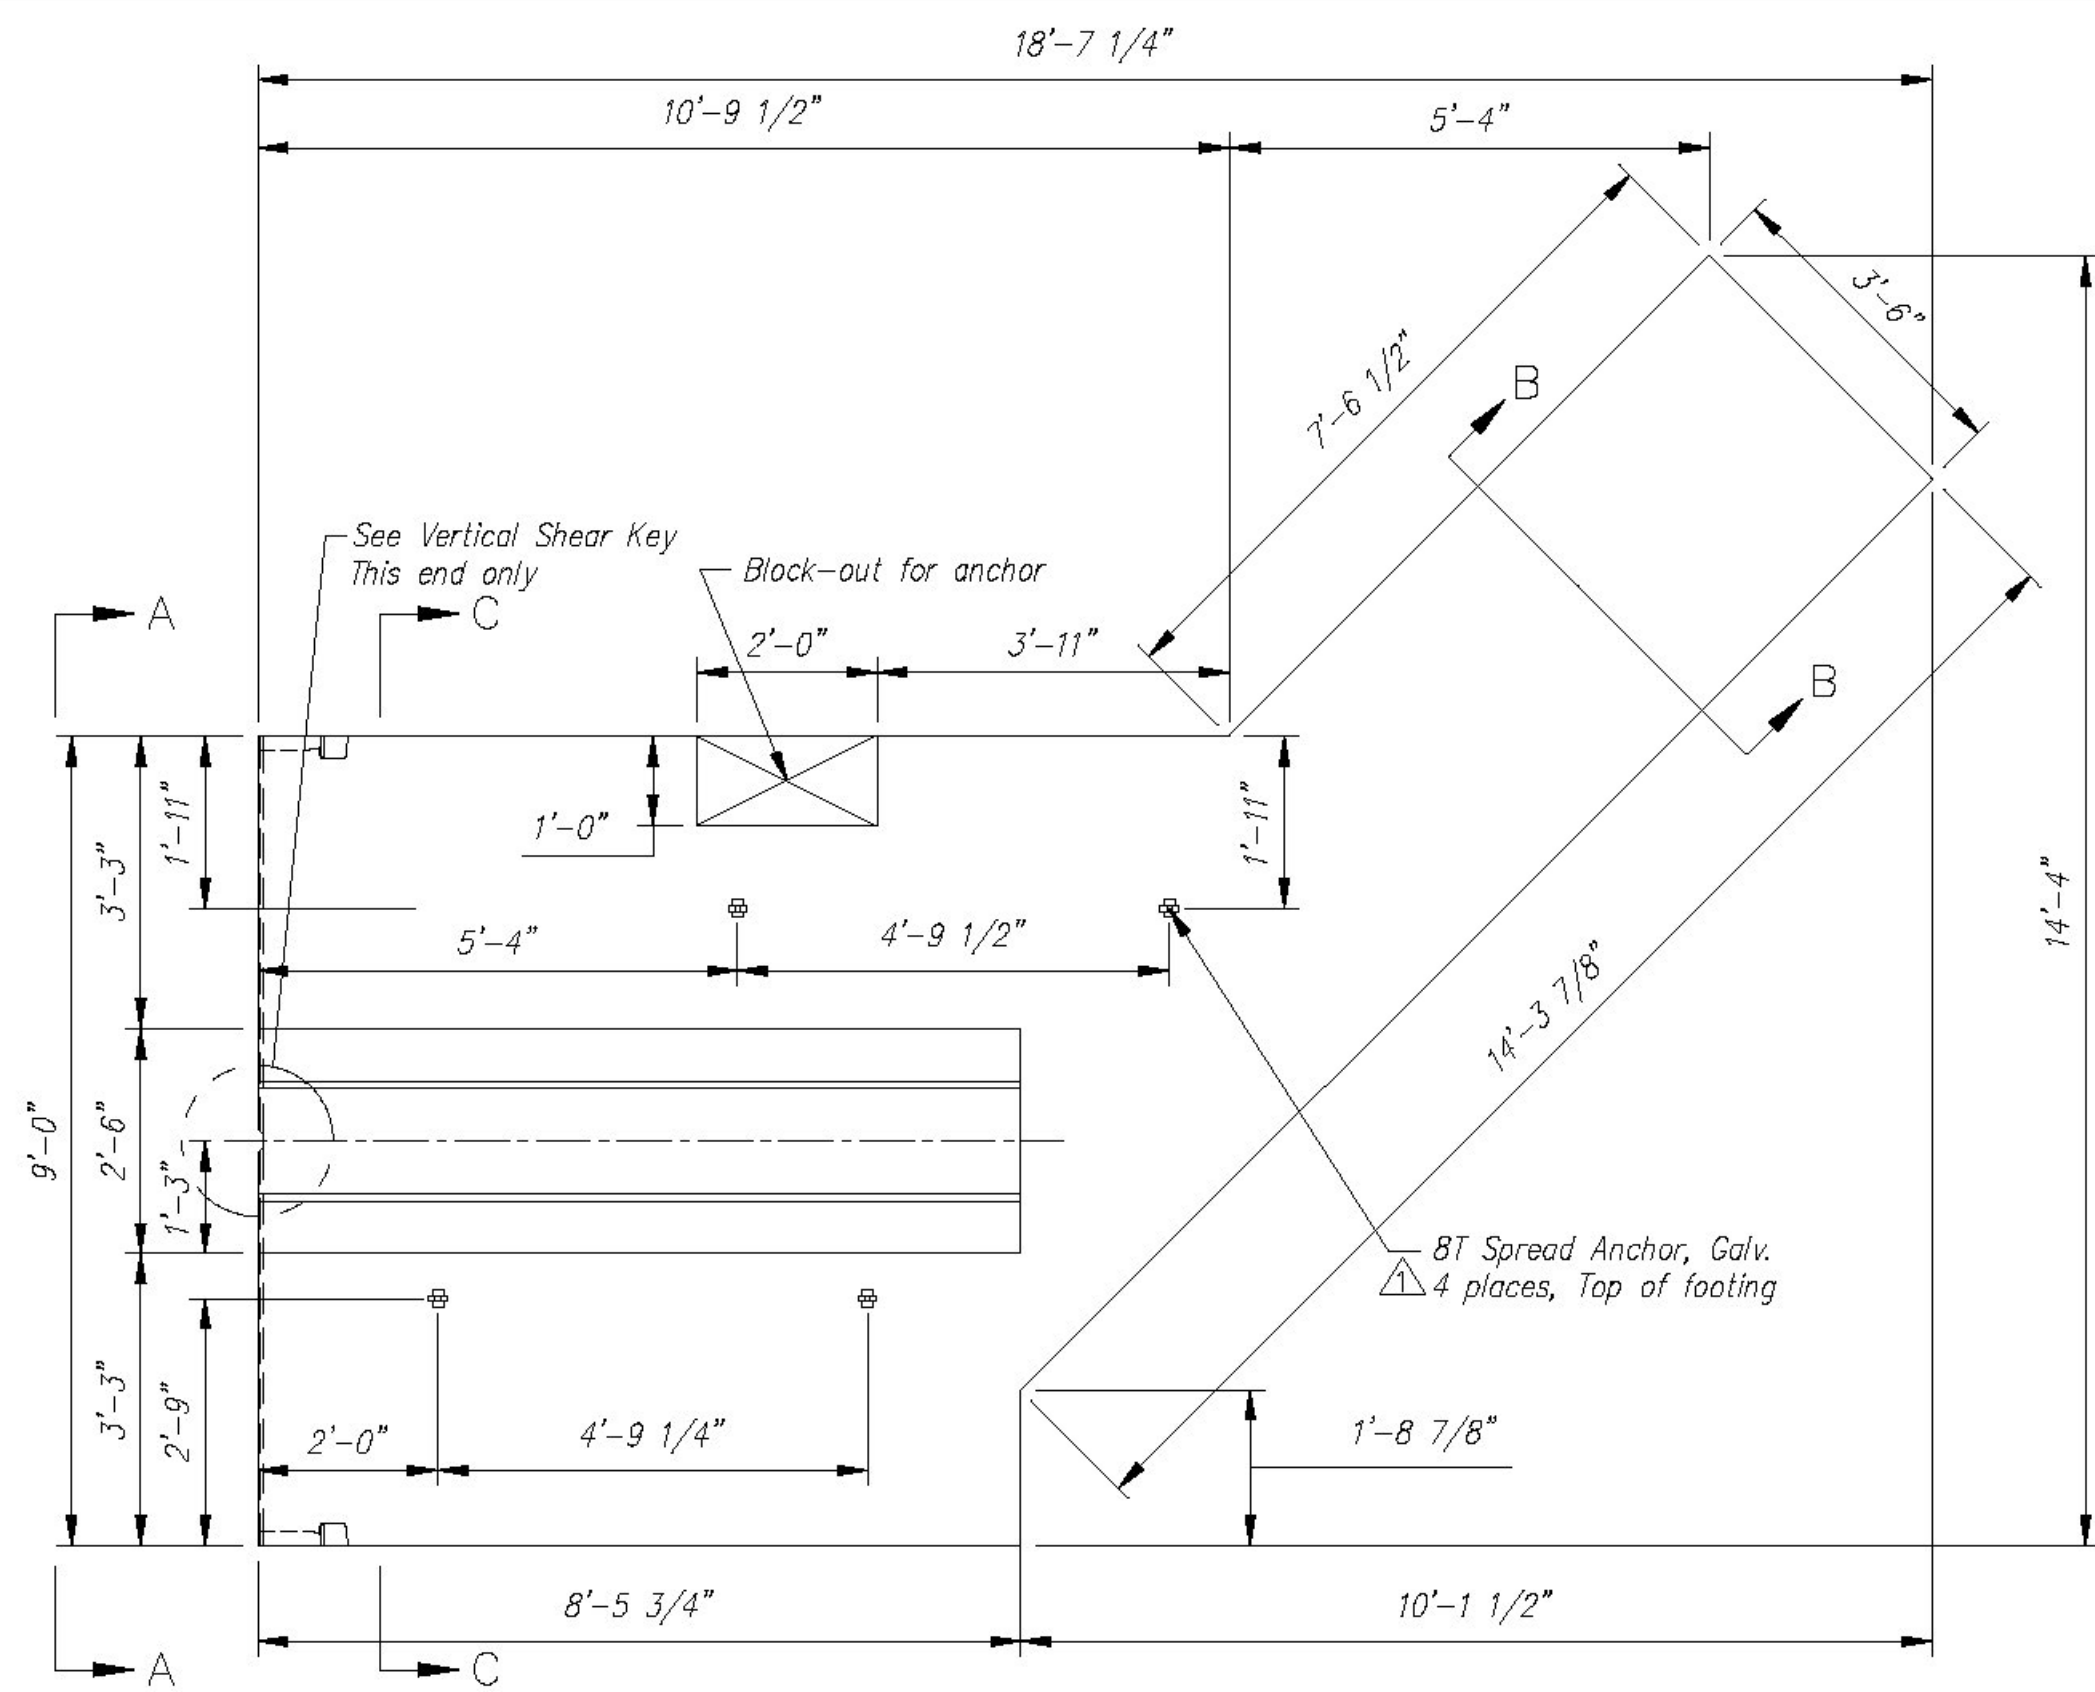 18'-7 1/4"
10'-9 1/2"
5'-4"
3'-6"
7'-6 1/2"
B
See Vertical Shear Key
This end only
Block-out for anchor
A
C
2'-0"
3'-11"
B
1'-11"
1'-0"
1'-11"
3'-3"
14'-4"
5'-4"
4'-9 1/2"
14'-3 7/8"
9'-0"
2'-6"
1'-3"
8T Spread Anchor, Galv.
1 4 places, Top of footing
3'-3"
2'-9"
2'-0"
4'-9 1/4"
1'-8 7/8"
8'-5 3/4"
10'-1 1/2"
A
C